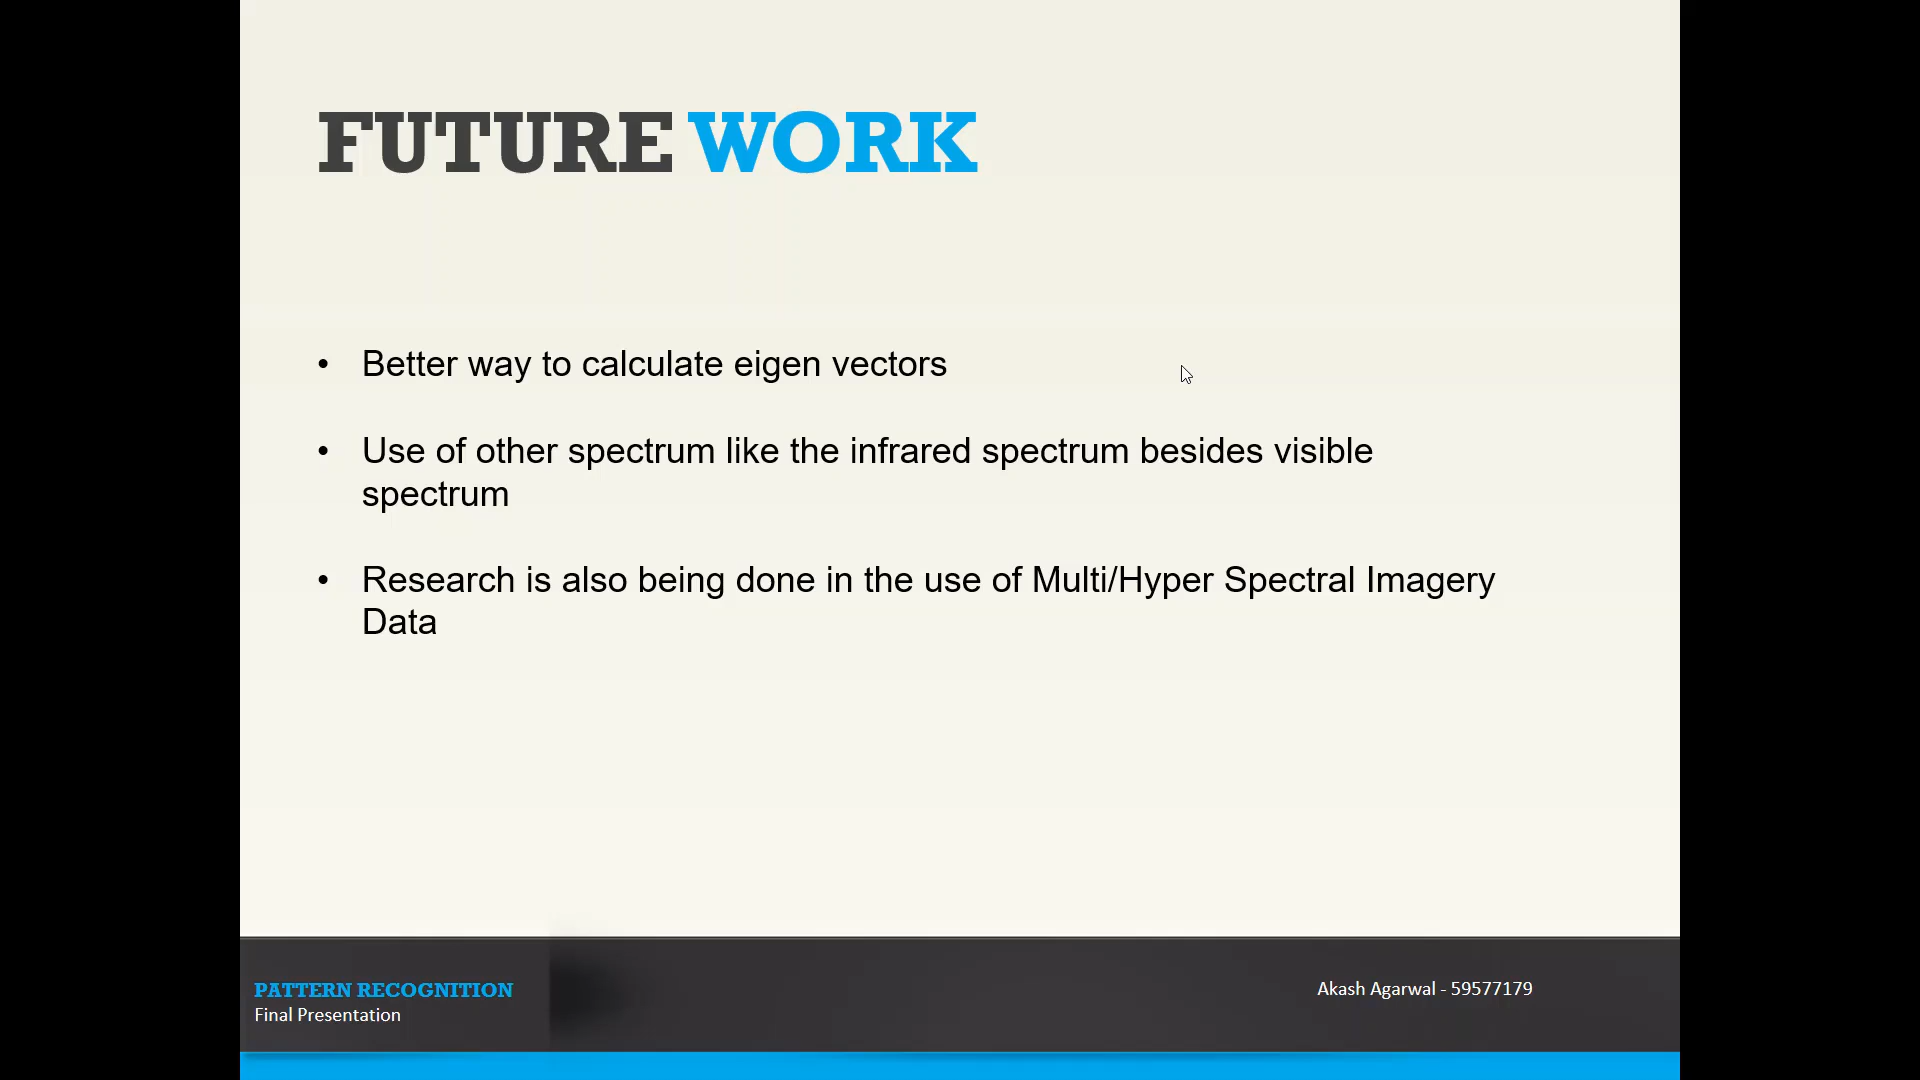 FUTURE WORK
• Better way to calculate eigen vectors
• Use of other spectrum like the infrared spectrum besides visible
spectrum
• Research is also being done in the use of Multi/Hyper Spectral Imagery
Data
PATTERN RECOGNITION
Final Presentation
Akash Agarwal - 59577179